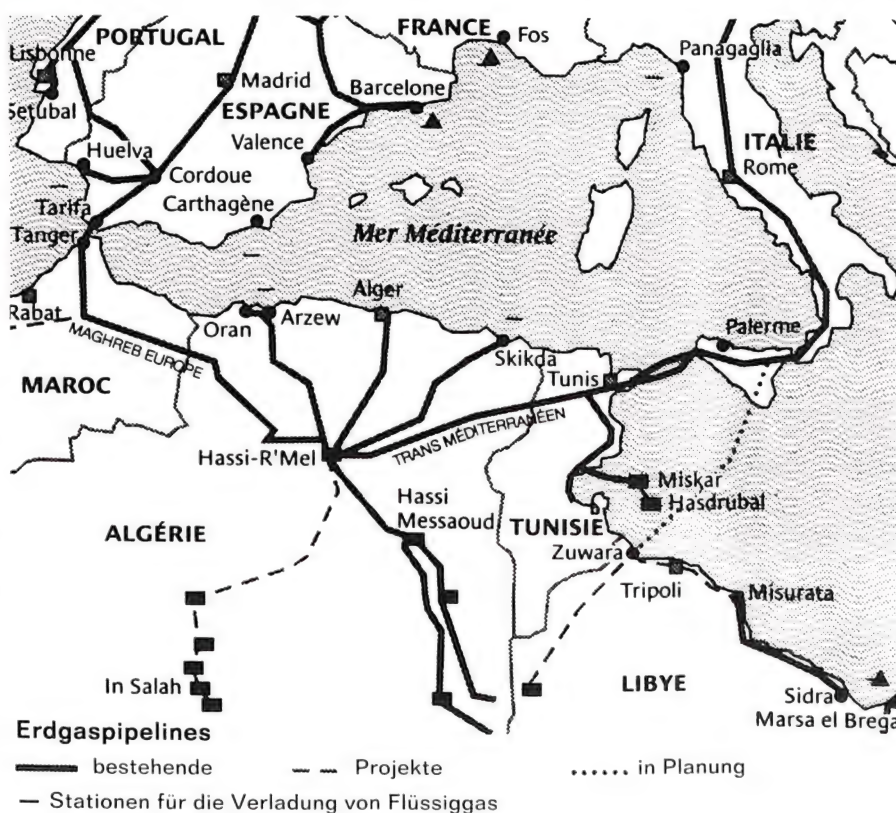 PORTUGAL
FRANCE
Fos
Lisbonne
Madrid
Panagaglia
Setubal
ESPAGNE
Barcelone
Huelva
Valence
ITALIE
Cordoue
Rome
Tarifa
Carthagène
Tanger
Mer Méditerranée
Rabat
Oran
Arzew
Alger
Palerme
MAGHREB EUROPE
Skikda
MAROC
Tunis
TRANS MÉDITERRANÉEN
Hassi-R'Mel
Miskar
Hassi
Messaoud
Hasdrubal
ALGÉRIE
TUNISIE
Zuwara
Tripoli
Misurata
In Salah
LIBYE
Sidra
Marsa el Brega
Erdgaspipelines
bestehende
Projekte
in Planung
Stationen für die Verladung von Flüssiggas